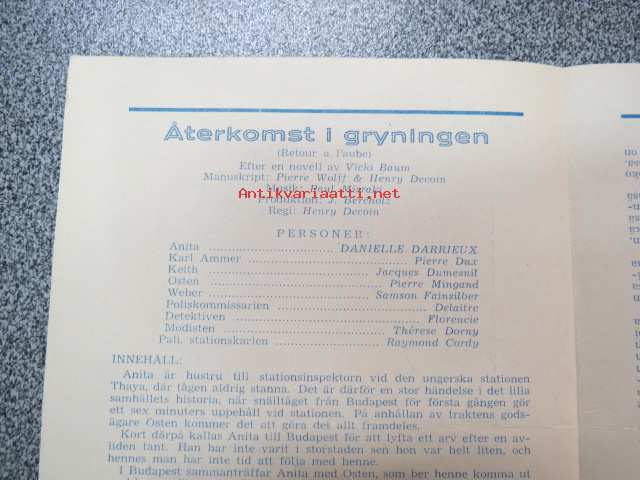 Återkomst i gryningen
(Retour a l'aube)
Efter en novell av Vicki Baum
Manuskript: Pierre Wolff & Henry Decoin
Musik: Paul Misraki
Antikvariaatti.net
Produktion: J. Bercholz
Regi: Henry Decoin
PERSONER:
Anita ........ DANIELLE DARRIEUX
Karl Ammer ........ Pierre Dux
Keith ........ Jacques Dumesnil
Osten ........ Pierre Mingand
Weber ........ Samson Fainsilber
Poliskommissarien ........ Delaitre
Detektiven ........ Florencie
Modisten ........ Thérèse Dorny
Pali, stationskarlen ........ Raymond Cordy
INNEHÅLL:
Anita är hustru till stationsinspektorn vid den ungerska stationen
Thaya, där tågen aldrig stanna. Det är därför en stor händelse i det lilla
samhällets historia, när snälltåget från Budapest för första gången gör
ett sex minuters uppehåll vid stationen. På anhållan av traktens gods-
ägare Osten kommer det att göra det allt framdeles.
Kort därpå kallas Anita till Budapest för att lyfta ett arv efter en av-
liden tant. Han har inte varit i storstaden sen hon var helt liten, och
hennes man har inte tid att följa med henne.
I Budapest sammanträffar Anita med Osten, som ber henne komma ut